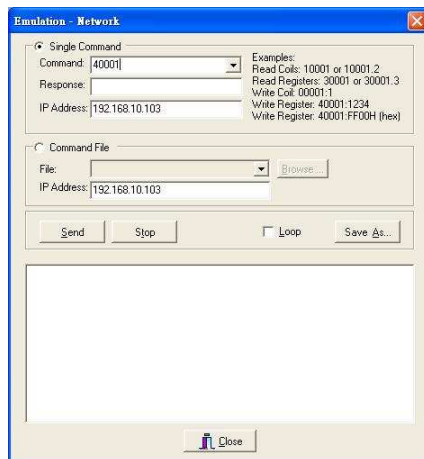 Emulation - Network
Single Command
Command: 40001
Response:
IP Address: 192.168.10.103
Examples:
Read Coils: 10001 or 10001.2
Read Registers: 30001 or 30001.3
Write Coil: 00001:1
Write Register: 40001:1234
Write Register: 40001:FF00H (hex)
Command File
File:
Browse ...
IP Address: 192.168.10.103
Send
Stop
Loop
Save As...
Close